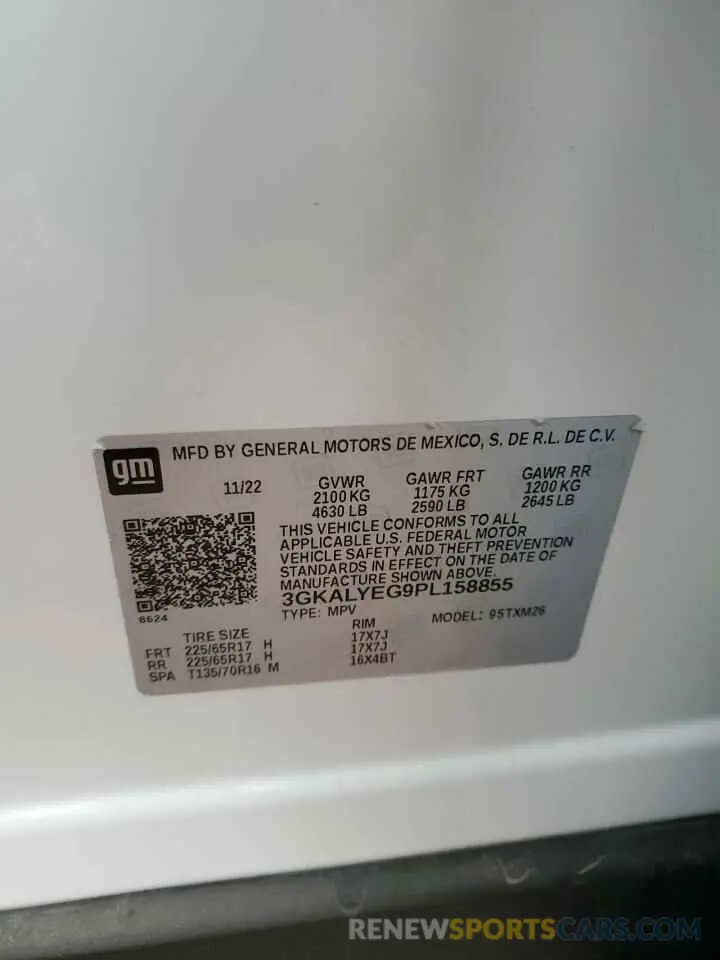 gm
MFD BY GENERAL MOTORS DE MEXICO, S. DE R.L. DE C.V.
11/22 GVWR GAWR FRT GAWR RR
2100 KG 1175 KG 1200 KG
4630 LB 2590 LB 2645 LB
THIS VEHICLE CONFORMS TO ALL
APPLICABLE U.S. FEDERAL MOTOR
VEHICLE SAFETY AND THEFT PREVENTION
STANDARDS IN EFFECT ON THE DATE OF
MANUFACTURE SHOWN ABOVE.
3GKALYEG9PL158855
8624
TYPE: MPV MODEL: 95TXM26
TIRE SIZE RIM
FRT 225/65R17 H 17X7J
RR 225/65R17 H 17X7J
SPA T135/70R16 M 16X4BT
RENEWSPORTSCARS.COM